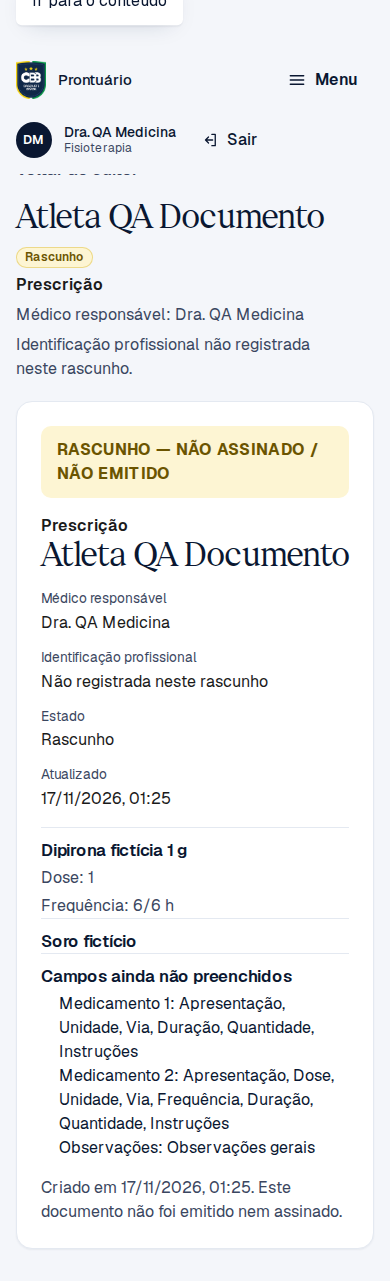 Ir para o conteúdo
CBB
Prontuário
Menu
DM
Dra. QA Medicina
Fisioterapia
Sair
Atleta QA Documento
Rascunho
Prescrição
Médico responsável: Dra. QA Medicina
Identificação profissional não registrada
neste rascunho.
RASCUNHO — NÃO ASSINADO /
NÃO EMITIDO
Prescrição
Atleta QA Documento
Médico responsável
Dra. QA Medicina
Identificação profissional
Não registrada neste rascunho
Estado
Rascunho
Atualizado
17/11/2026, 01:25
Dipirona fictícia 1 g
Dose: 1
Frequência: 6/6 h
Soro fictício
Campos ainda não preenchidos
Medicamento 1: Apresentação,
Unidade, Via, Duração, Quantidade,
Instruções
Medicamento 2: Apresentação, Dose,
Unidade, Via, Frequência, Duração,
Quantidade, Instruções
Observações: Observações gerais
Criado em 17/11/2026, 01:25. Este
documento não foi emitido nem assinado.